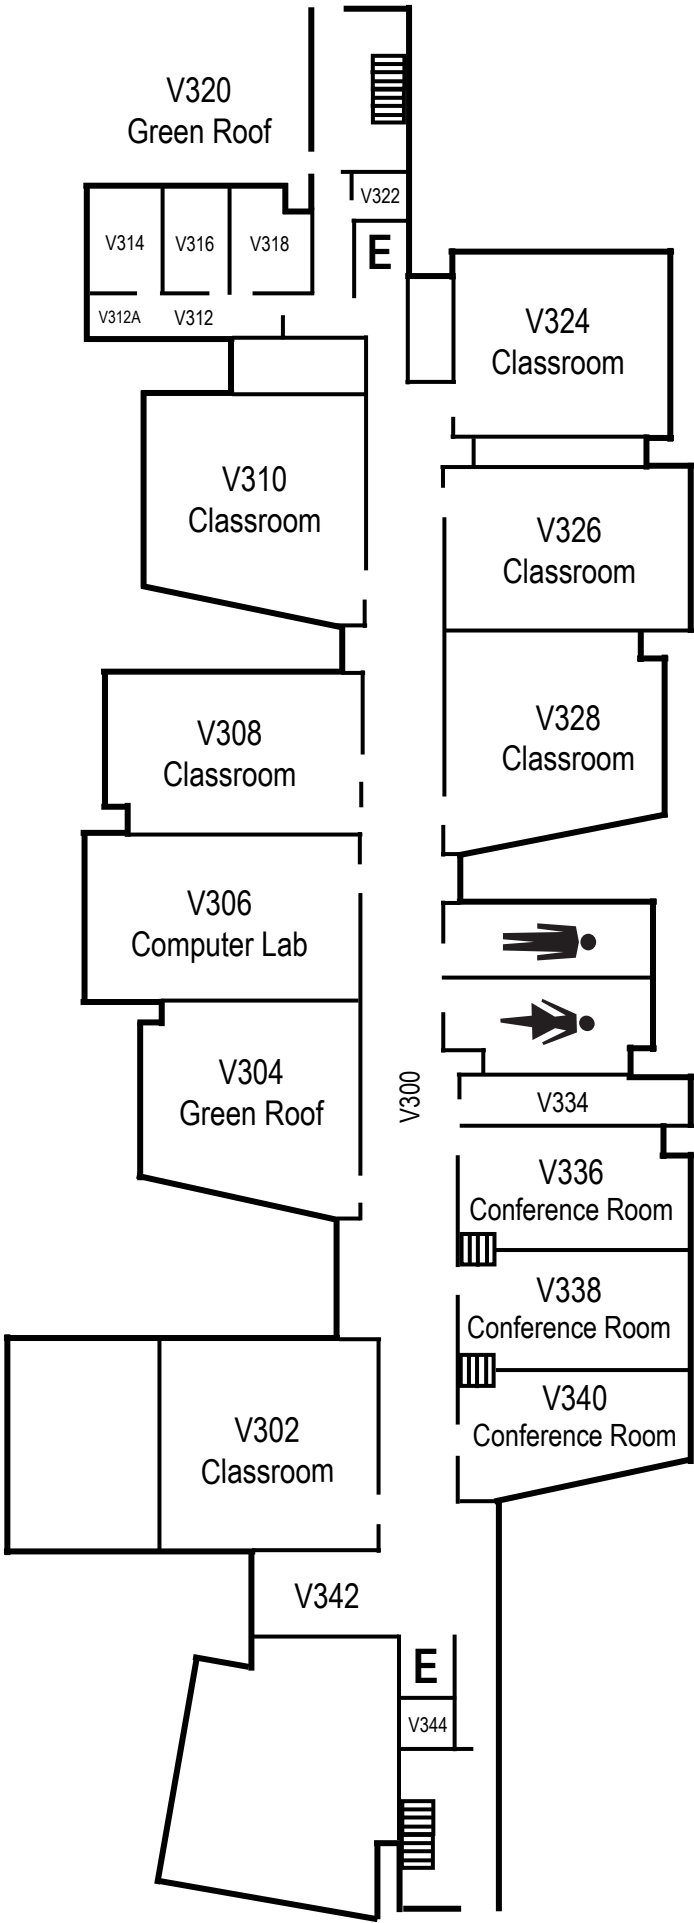 V320
Green Roof
V322
V314
V316
V318
E
V312A
V312
V324
Classroom
V310
Classroom
V326
Classroom
V328
Classroom
V308
Classroom
V306
Computer Lab
V304
Green Roof
V300
V334
V336
Conference Room
V338
Conference Room
V340
Conference Room
V302
Classroom
V342
E
V344